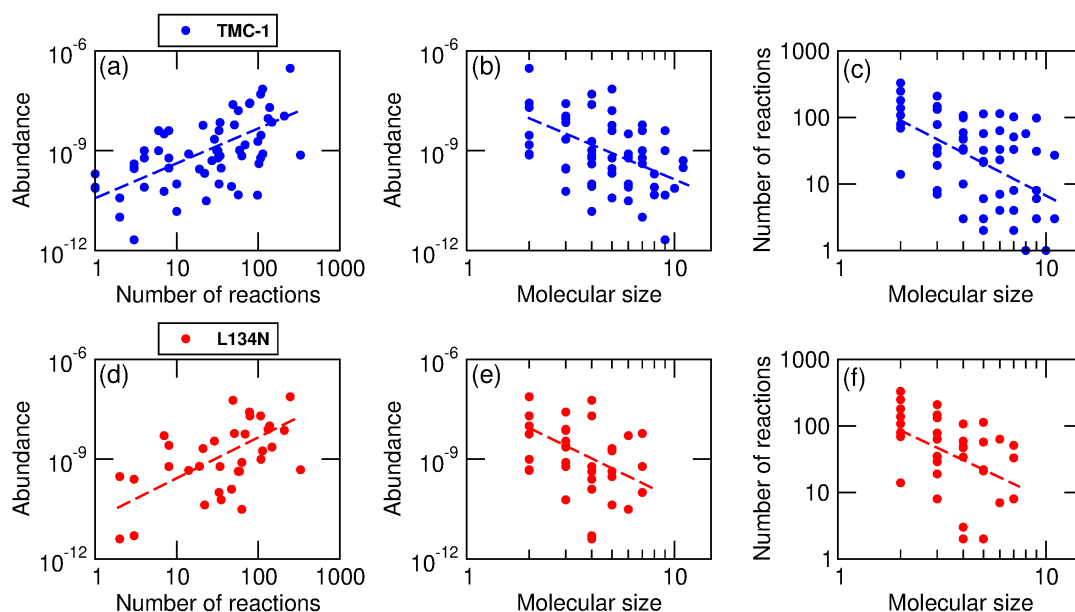 TMC-1
(a)
Abundance
10^-6
10^-9
10^-12
1 10 100 1000
Number of reactions
(b)
Abundance
10^-6
10^-9
10^-12
1 10
Molecular size
(c)
Number of reactions
1000
100
10
1
1 10
Molecular size
L134N
(d)
Abundance
10^-6
10^-9
10^-12
1 10 100 1000
Number of reactions
(e)
Abundance
10^-6
10^-9
10^-12
1 10
Molecular size
(f)
Number of reactions
1000
100
10
1
1 10
Molecular size